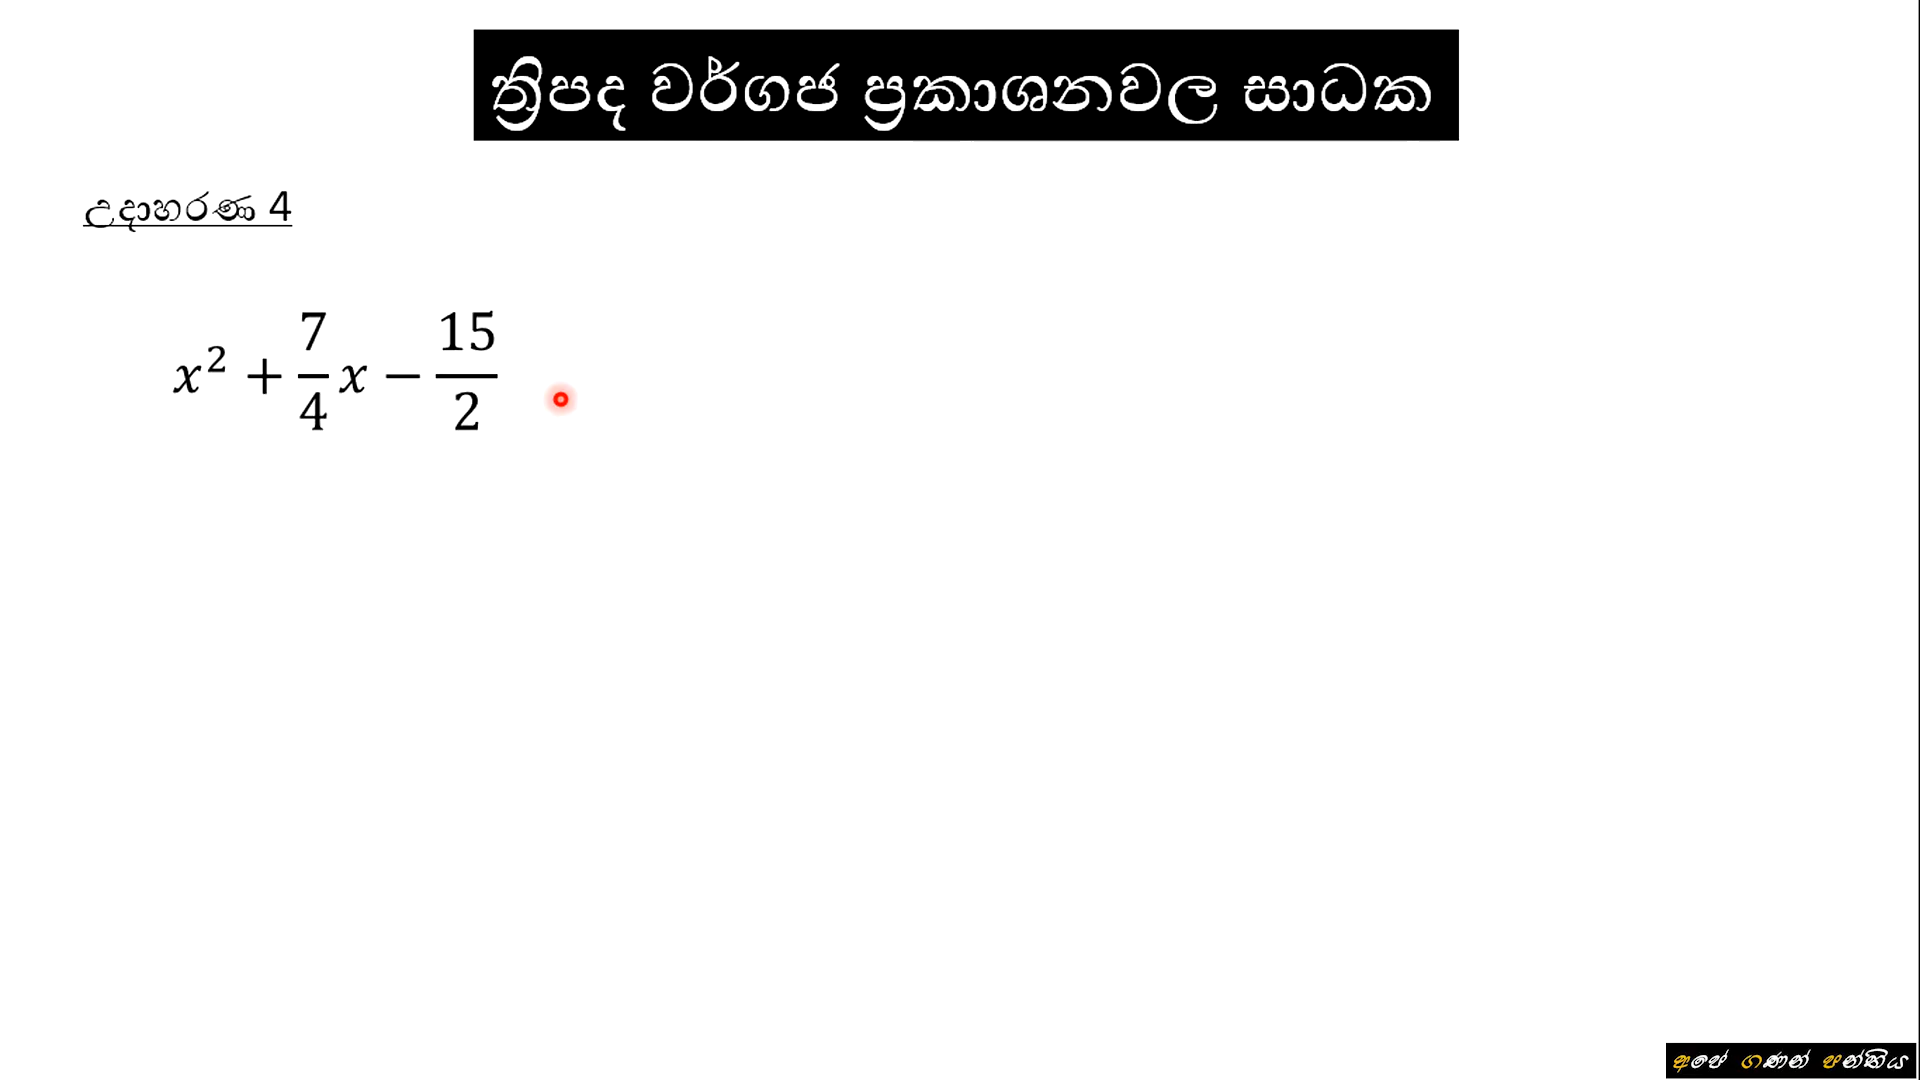 ත්‍රිපද වර්ගජ ප්‍රකාශනවල සාධක
උදාහරණ 4
x² + 7/4 x − 15/2
අපේ ගණන් පන්තිය